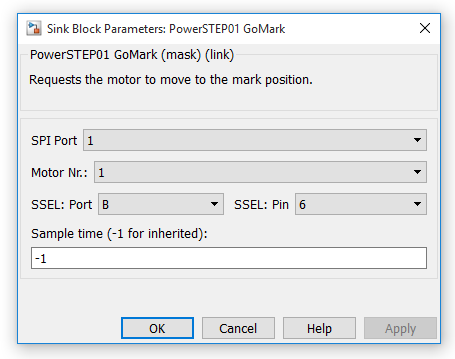 Sink Block Parameters: PowerSTEP01 GoMark
PowerSTEP01 GoMark (mask) (link)
Requests the motor to move to the mark position.
SPI Port 1
Motor Nr.: 1
SSEL: Port B SSEL: Pin 6
Sample time (-1 for inherited):
-1
OK Cancel Help Apply